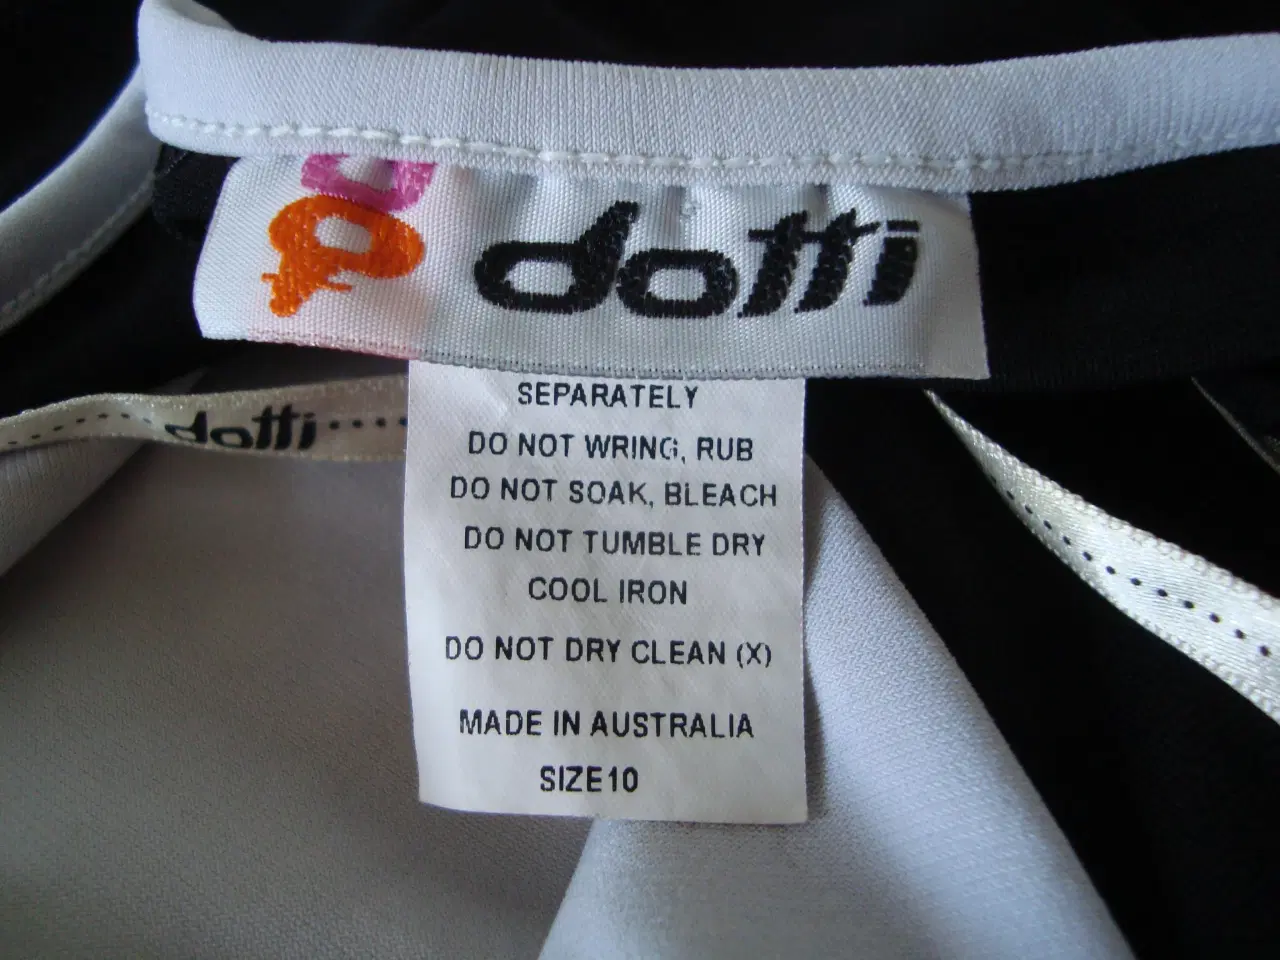 dotti
dotti
SEPARATELY
DO NOT WRING, RUB
DO NOT SOAK, BLEACH
DO NOT TUMBLE DRY
COOL IRON
DO NOT DRY CLEAN (X)
MADE IN AUSTRALIA
SIZE10